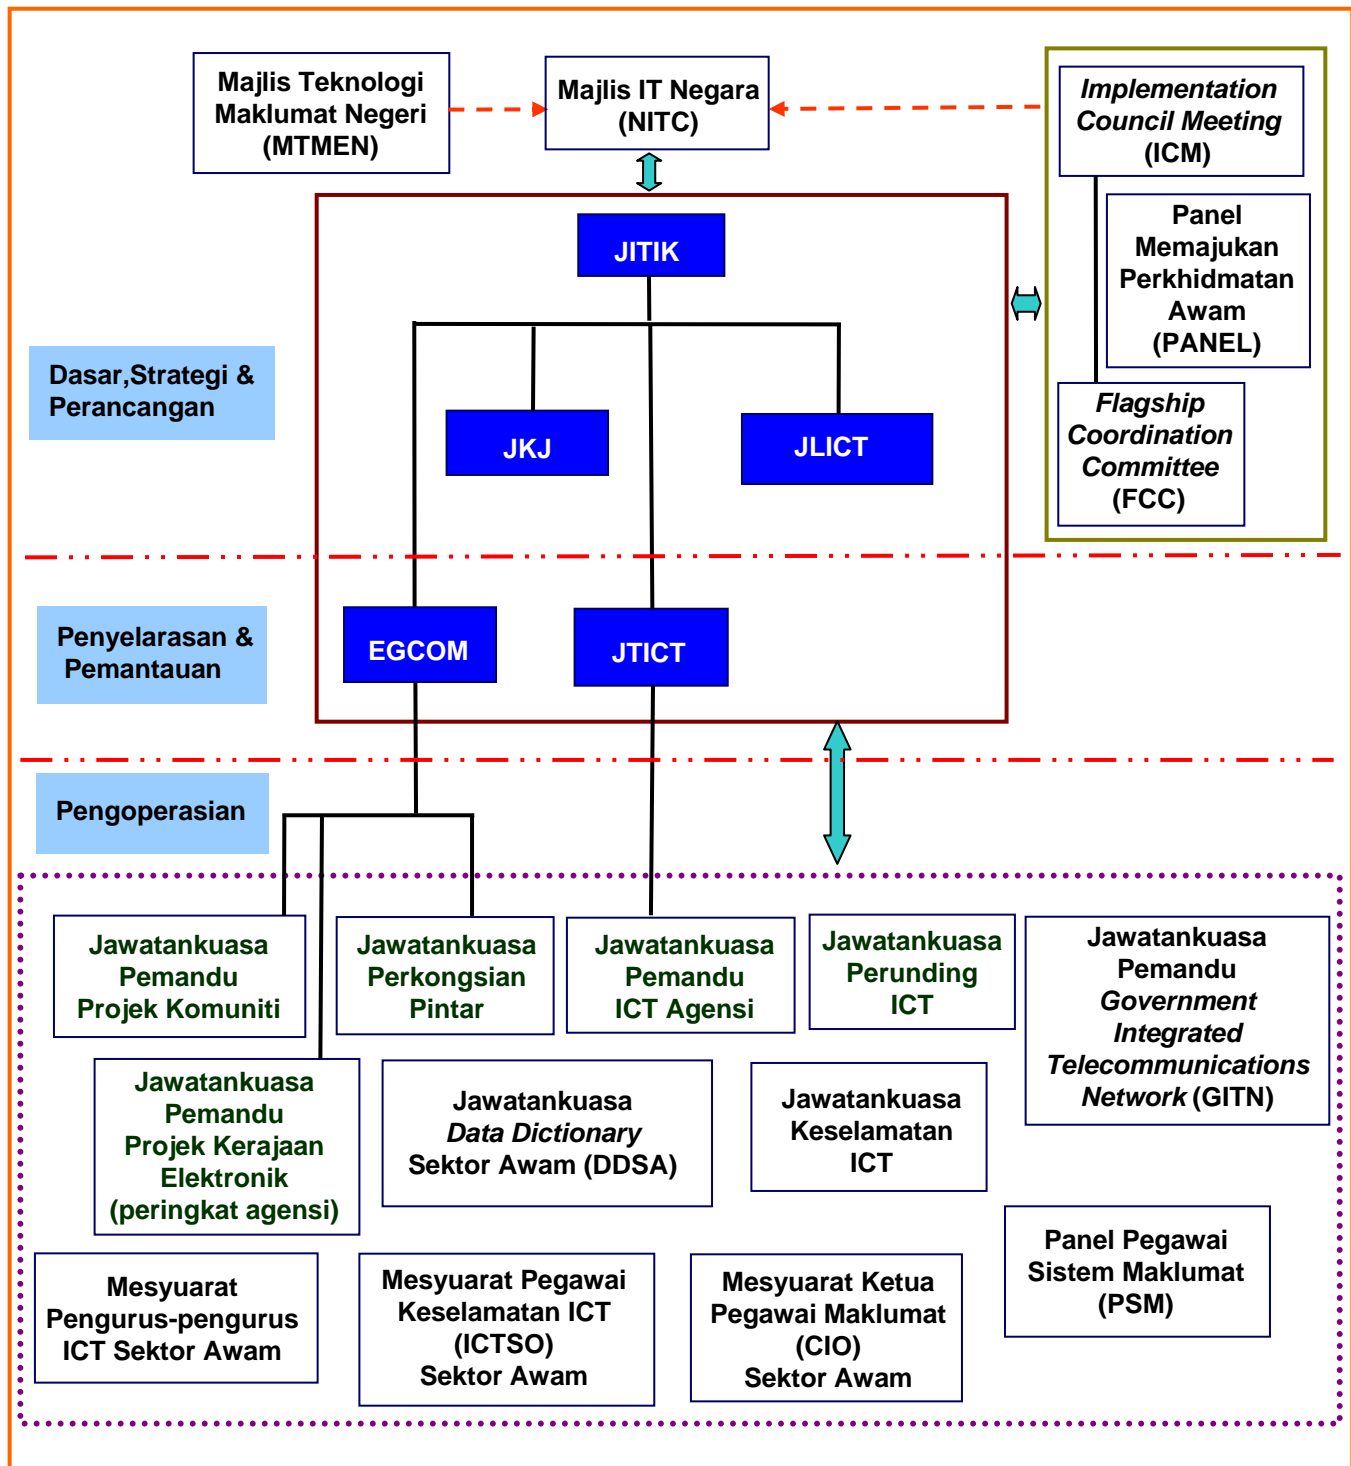 Majlis Teknologi
Maklumat Negeri
(MTMEN)
Majlis IT Negara
(NITC)
Implementation
Council Meeting
(ICM)
Panel
Memajukan
Perkhidmatan
Awam
(PANEL)
Flagship
Coordination
Committee
(FCC)
JITIK
Dasar,Strategi &
Perancangan
JKJ
JLICT
Penyelarasan &
Pemantauan
EGCOM
JTICT
Pengoperasian
Jawatankuasa
Pemandu
Projek Komuniti
Jawatankuasa
Perkongsian
Pintar
Jawatankuasa
Pemandu
ICT Agensi
Jawatankuasa
Perunding
ICT
Jawatankuasa
Pemandu
Government
Integrated
Telecommunications
Network (GITN)
Jawatankuasa
Pemandu
Projek Kerajaan
Elektronik
(peringkat agensi)
Jawatankuasa
Data Dictionary
Sektor Awam (DDSA)
Jawatankuasa
Keselamatan
ICT
Panel Pegawai
Sistem Maklumat
(PSM)
Mesyuarat
Pengurus-pengurus
ICT Sektor Awam
Mesyuarat Pegawai
Keselamatan ICT
(ICTSO)
Sektor Awam
Mesyuarat Ketua
Pegawai Maklumat
(CIO)
Sektor Awam